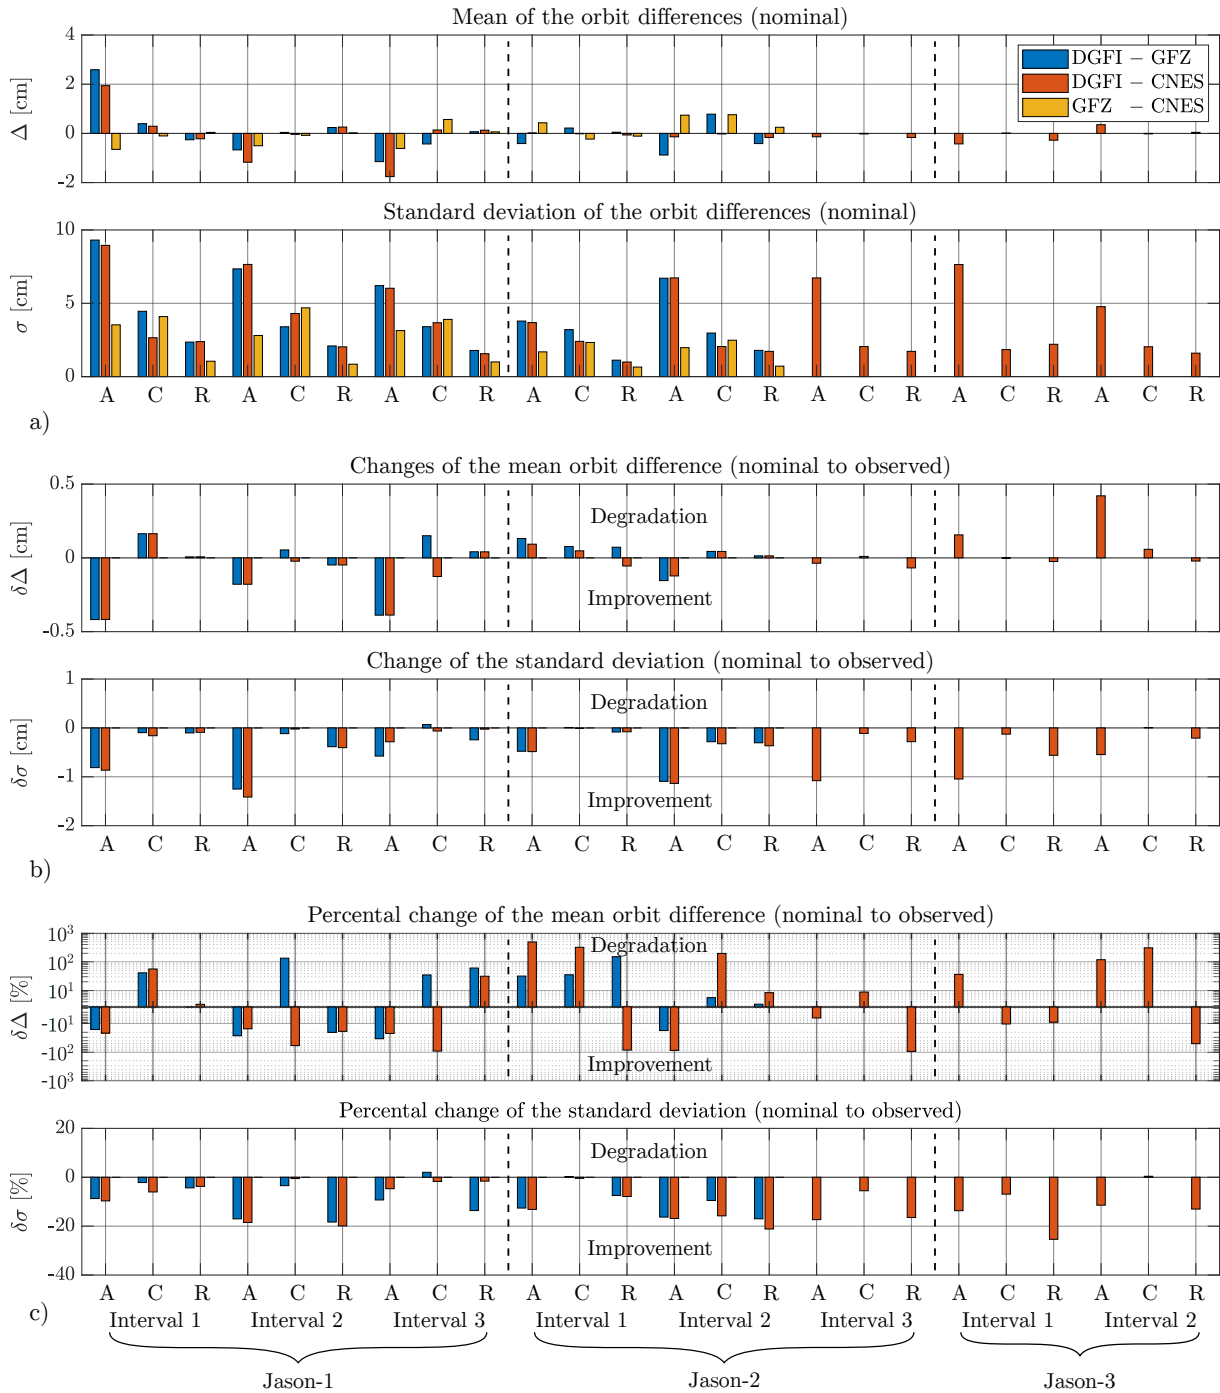 Mean of the orbit differences (nominal)
4
2
0
-2
Δ [cm]
DGFI − GFZ
DGFI − CNES
GFZ − CNES
Standard deviation of the orbit differences (nominal)
10
5
0
σ [cm]
A C R A C R A C R A C R A C R A C R A C R A C R
a)
Changes of the mean orbit difference (nominal to observed)
0.5
0
-0.5
δΔ [cm]
Degradation
Improvement
Change of the standard deviation (nominal to observed)
1
0
-1
-2
δσ [cm]
Degradation
Improvement
A C R A C R A C R A C R A C R A C R A C R A C R
b)
Percental change of the mean orbit difference (nominal to observed)
10³
10²
10¹
-10¹
-10²
-10³
δΔ [%]
Degradation
Improvement
Percental change of the standard deviation (nominal to observed)
20
0
-20
-40
δσ [%]
Degradation
Improvement
A C R A C R A C R A C R A C R A C R A C R A C R
c)
Interval 1 Interval 2 Interval 3 Interval 1 Interval 2 Interval 3 Interval 1 Interval 2
Jason-1 Jason-2 Jason-3